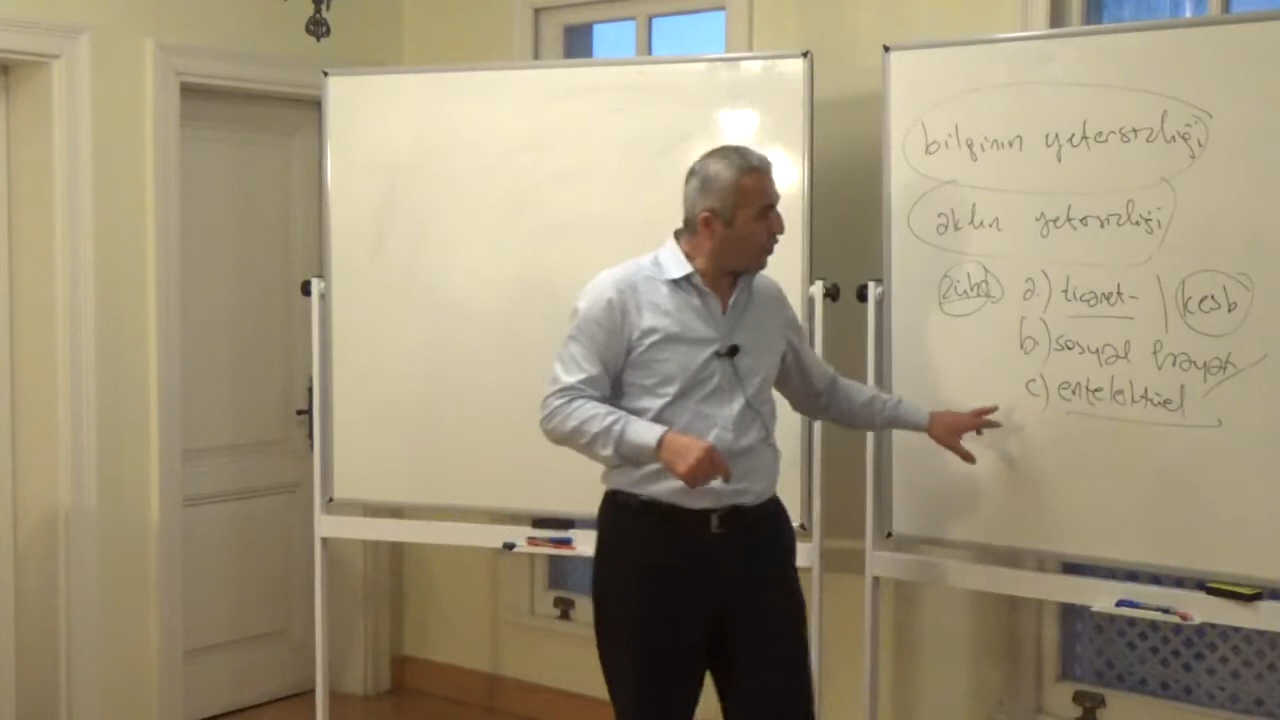 bilginin yetersizliği
aklın yetersizliği
zühd a.) ticaret- | kesb
b.) sosyal hayat
c) entelektüel